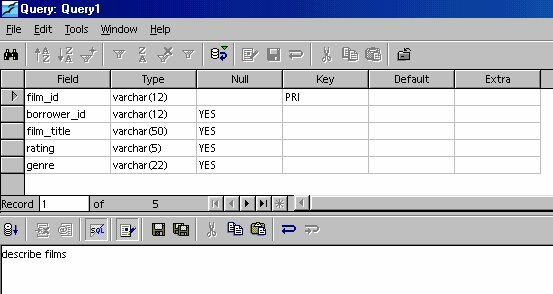 Query: Query1
File Edit Tools Window Help
Field Type Null Key Default Extra
film_id varchar(12) PRI
borrower_id varchar(12) YES
film_title varchar(50) YES
rating varchar(5) YES
genre varchar(22) YES
Record 1 of 5
SQL
describe films